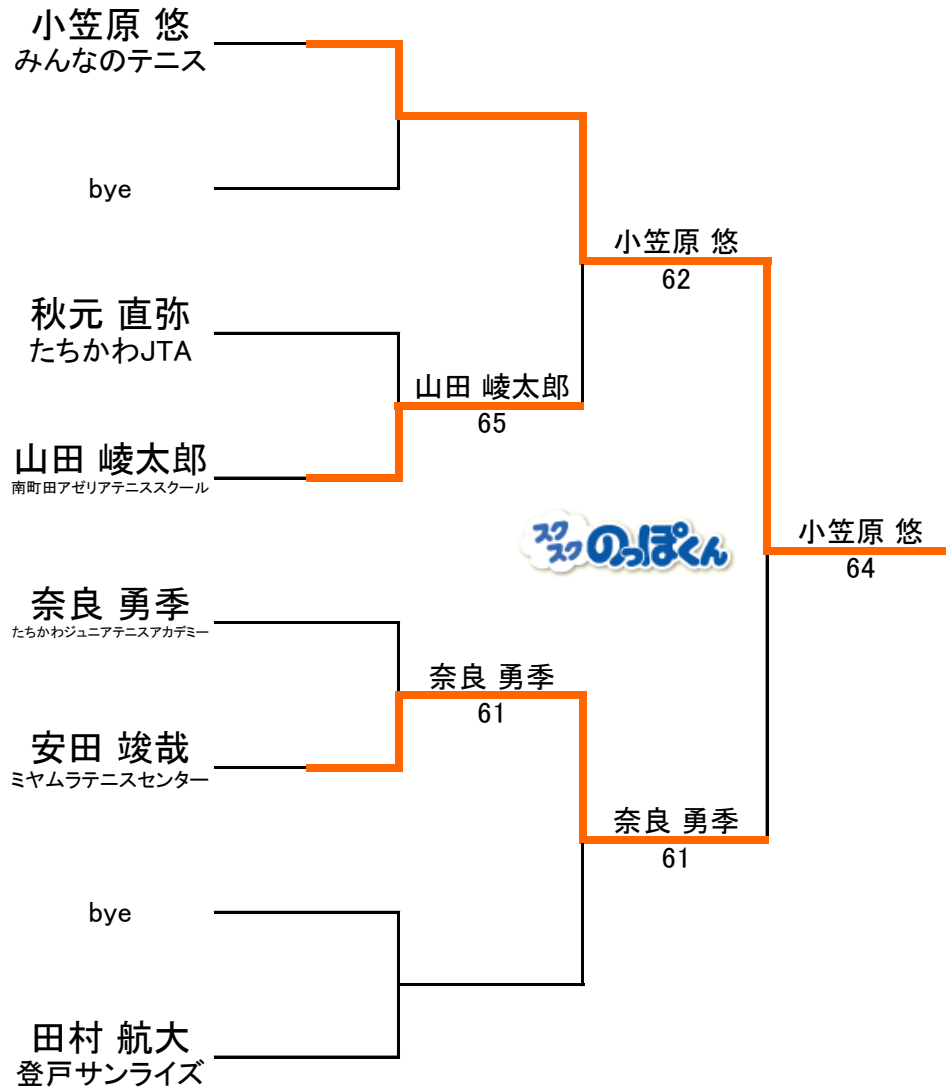 小笠原 悠
みんなのテニス
bye
小笠原 悠
62
秋元 直弥
たちかわJTA
山田 崚太郎
65
山田 崚太郎
南町田アゼリアテニススクール
スク
スク のっぽくん
小笠原 悠
64
奈良 勇季
たちかわジュニアテニスアカデミー
奈良 勇季
61
安田 竣哉
ミヤムラテニスセンター
奈良 勇季
61
bye
田村 航大
登戸サンライズ